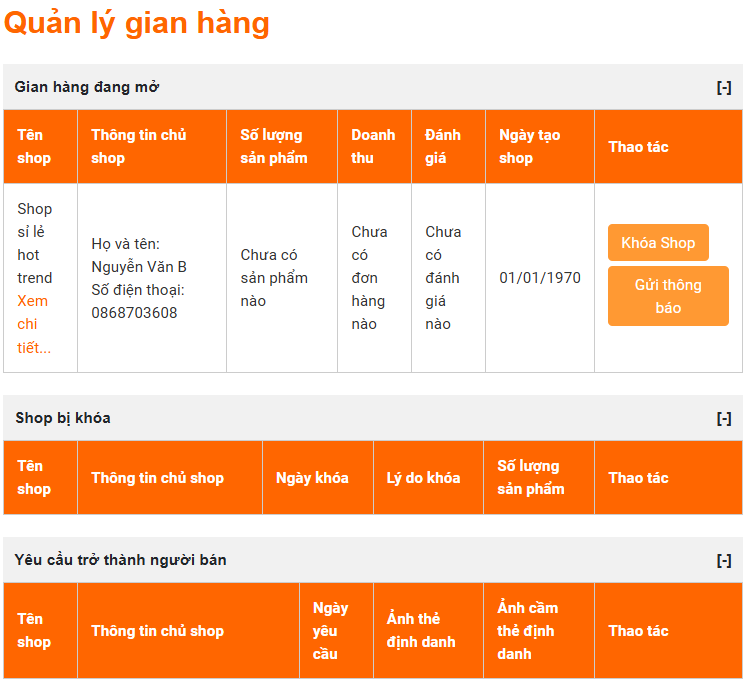 Quản lý gian hàng
Gian hàng đang mở [-]
Tên shop
Thông tin chủ shop
Số lượng sản phẩm
Doanh thu
Đánh giá
Ngày tạo shop
Thao tác
Shop
sỉ lẻ
hot
trend
Xem
chi
tiết...
Họ và tên:
Nguyễn Văn B
Số điện thoại:
0868703608
Chưa có
sản phẩm
nào
Chưa
có
đơn
hàng
nào
Chưa
có
đánh
giá
nào
01/01/1970
Khóa Shop
Gửi thông
báo
Shop bị khóa [-]
Tên shop
Thông tin chủ shop
Ngày khóa
Lý do khóa
Số lượng sản phẩm
Thao tác
Yêu cầu trở thành người bán [-]
Tên shop
Thông tin chủ shop
Ngày yêu cầu
Ảnh thẻ định danh
Ảnh cầm thẻ định danh
Thao tác